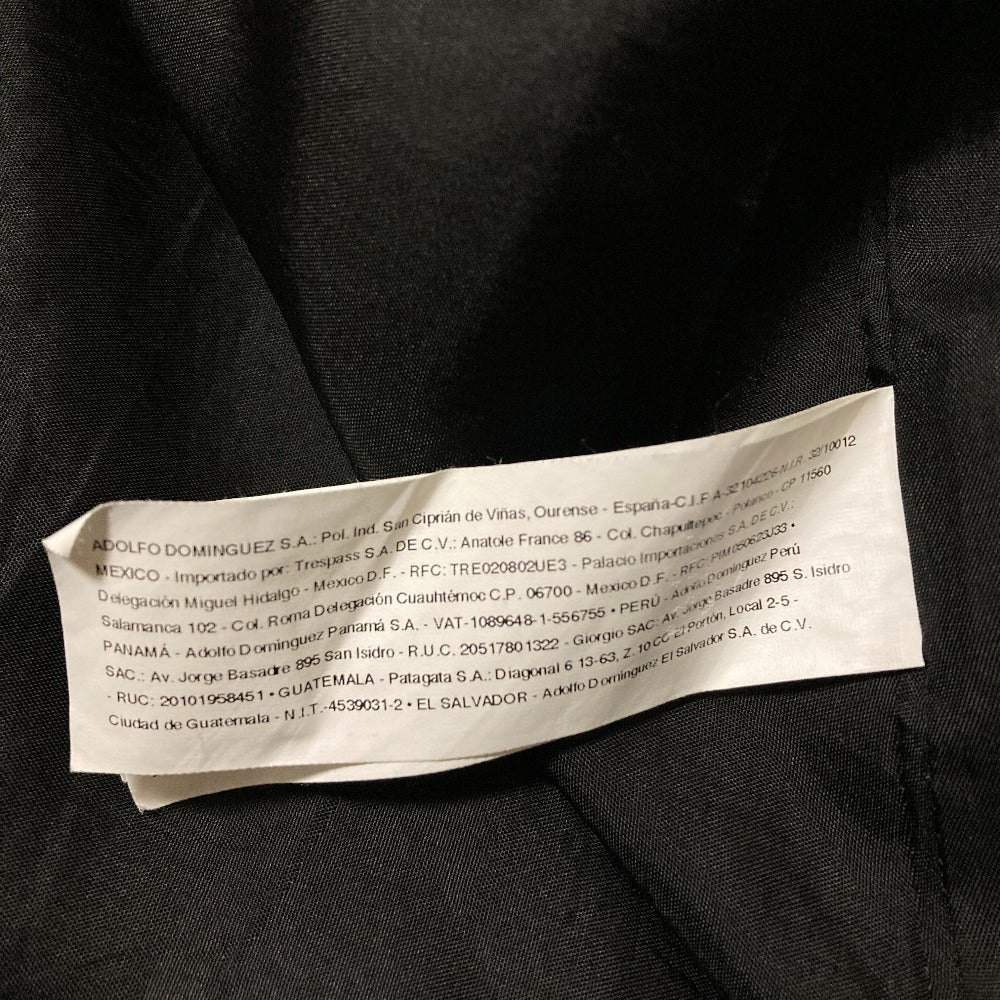 ADOLFO DOMINGUEZ S.A.: Pol. Ind. San Ciprián de Viñas, Ourense - España-C.I.F A-32104226-N.I.R. 32/10012
MEXICO - Importado por: Trespass S.A. DE C.V.: Anatole France 86 - Col. Chapultepec - Polanco - CP 11560
Delegación Miguel Hidalgo - Mexico D.F. - RFC: TRE020802UE3 - Palacio Importaciones S.A. DE C.V.:
Salamanca 102 - Col. Roma Delegación Cuauhtémoc C.P. 06700 - Mexico D.F. - RFC: PIM050623J33 •
PANAMÁ - Adolfo Domínguez Panamá S.A. - VAT-1089648-1-556755 • PERÚ - Adolfo Domínguez Perú
SAC.: Av. Jorge Basadre 895 San Isidro - R.U.C. 20517801322 - Giorgio SAC: Av. Jorge Basadre 895 S. Isidro
- RUC: 20101958451 • GUATEMALA - Patagata S.A.: Diagonal 6 13-63, Z. 10 CC El Portón, Local 2-5 -
Ciudad de Guatemala - N.I.T.-4539031-2 • EL SALVADOR - Adolfo Domínguez El Salvador S.A. de C.V.